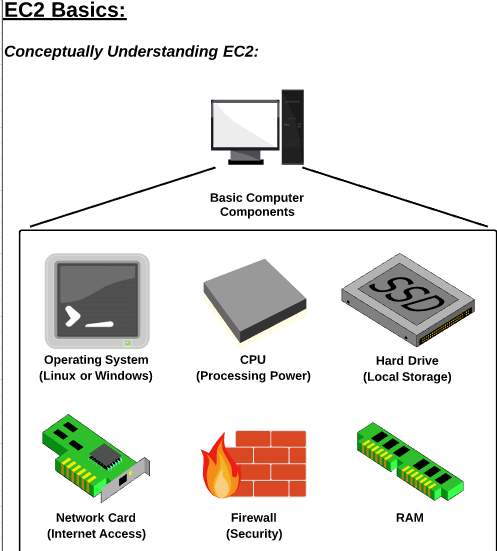 EC2 Basics:
Conceptually Understanding EC2:
Basic Computer
Components
Operating System
(Linux or Windows)
CPU
(Processing Power)
SSD
Hard Drive
(Local Storage)
Network Card
(Internet Access)
Firewall
(Security)
RAM